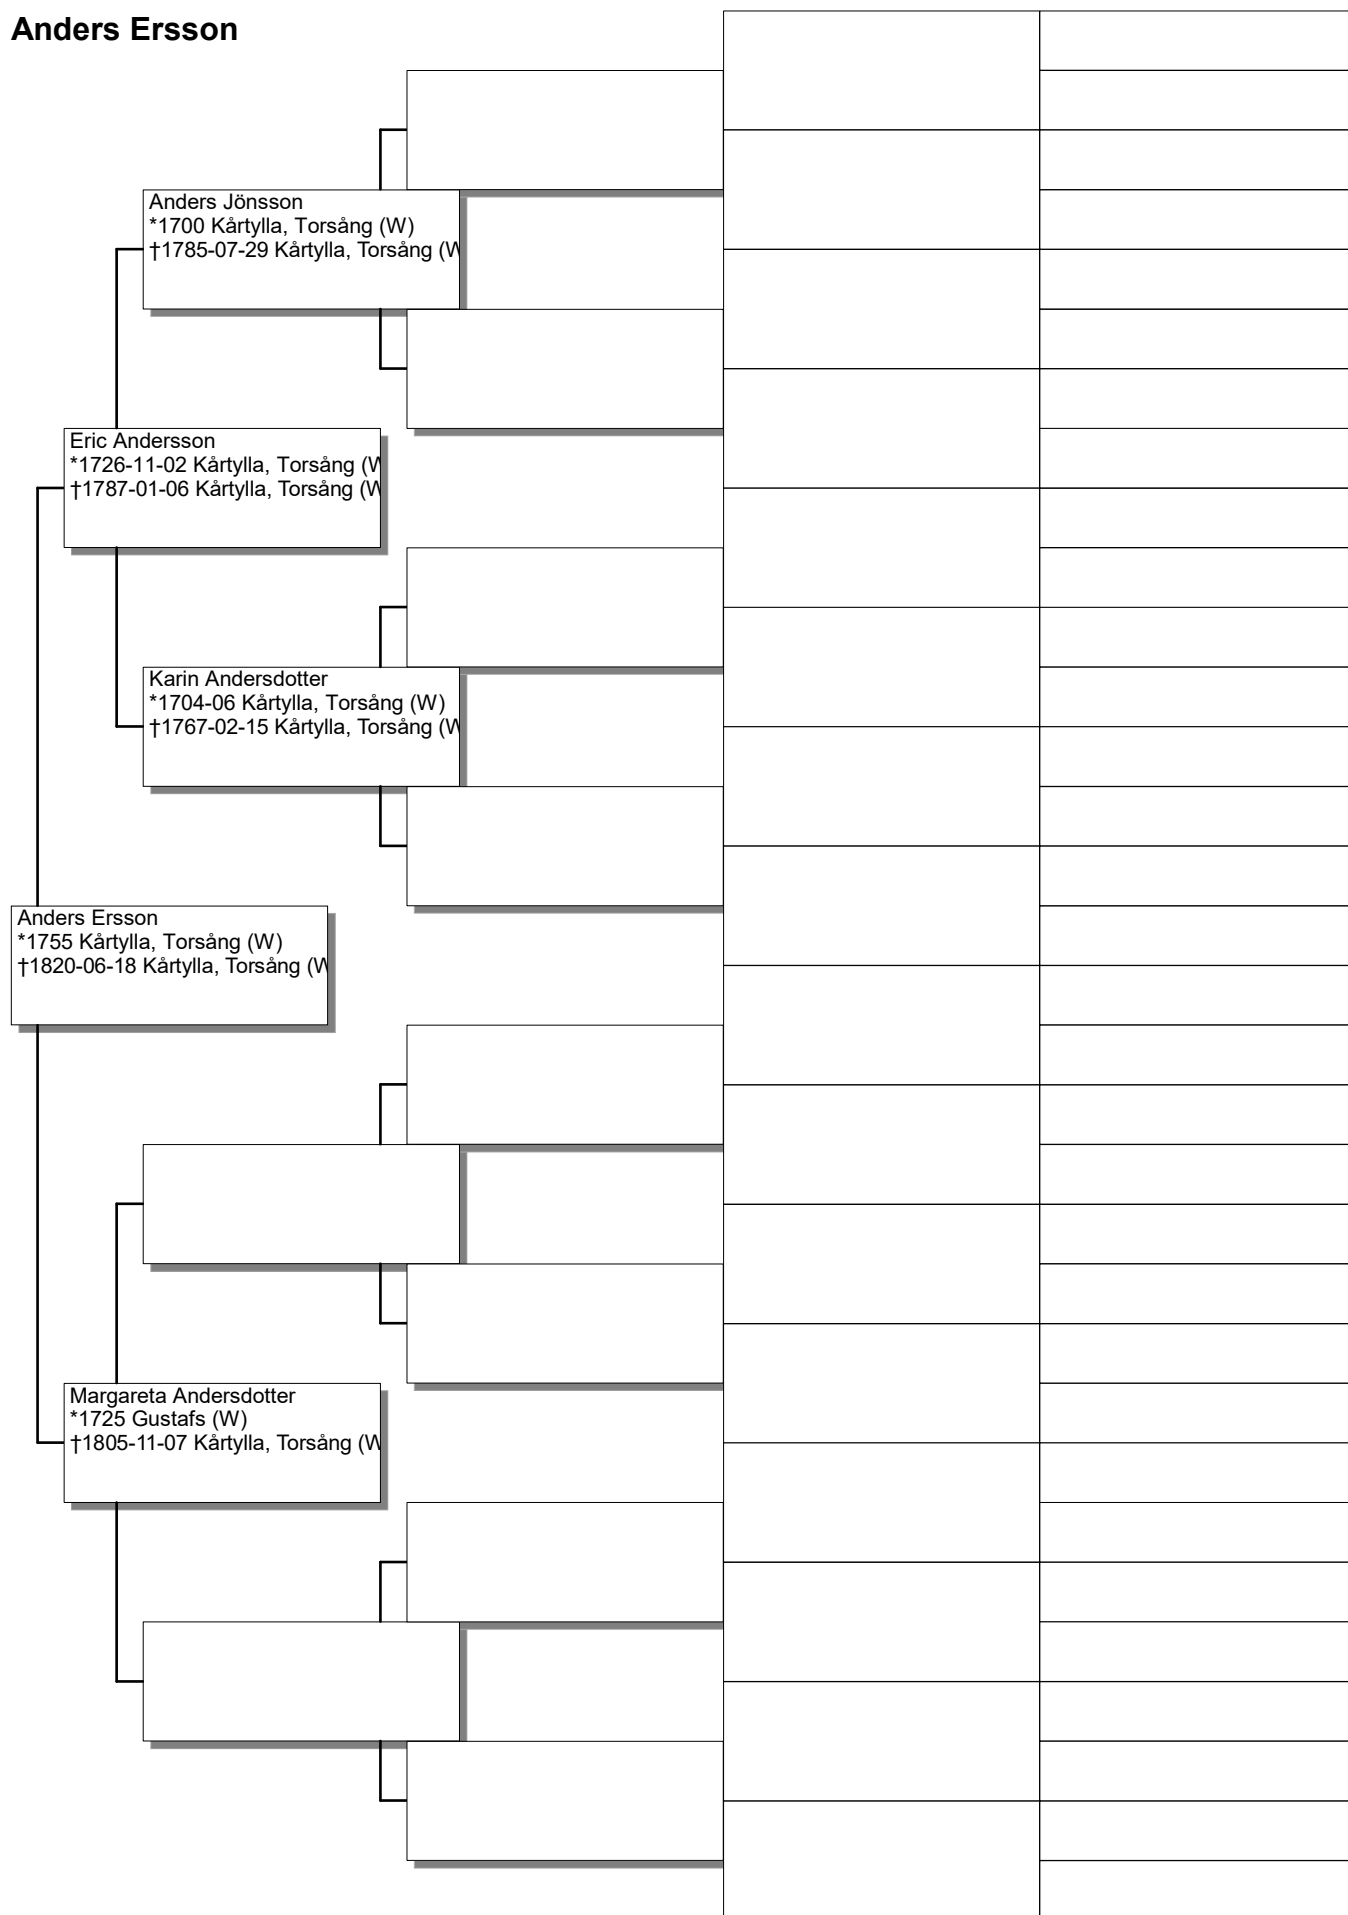 Anders Ersson
Anders Jönsson
*1700 Kårtylla, Torsång (W)
†1785-07-29 Kårtylla, Torsång (W
Eric Andersson
*1726-11-02 Kårtylla, Torsång (W
†1787-01-06 Kårtylla, Torsång (W
Karin Andersdotter
*1704-06 Kårtylla, Torsång (W)
†1767-02-15 Kårtylla, Torsång (W
Anders Ersson
*1755 Kårtylla, Torsång (W)
†1820-06-18 Kårtylla, Torsång (W
Margareta Andersdotter
*1725 Gustafs (W)
†1805-11-07 Kårtylla, Torsång (W